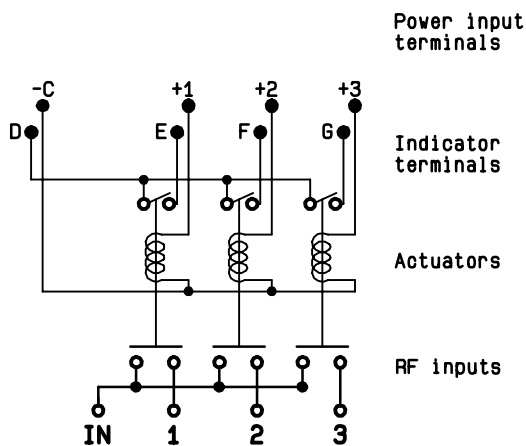 Power input
terminals
-C +1 +2 +3
D E F G
Indicator
terminals
Actuators
RF inputs
IN 1 2 3